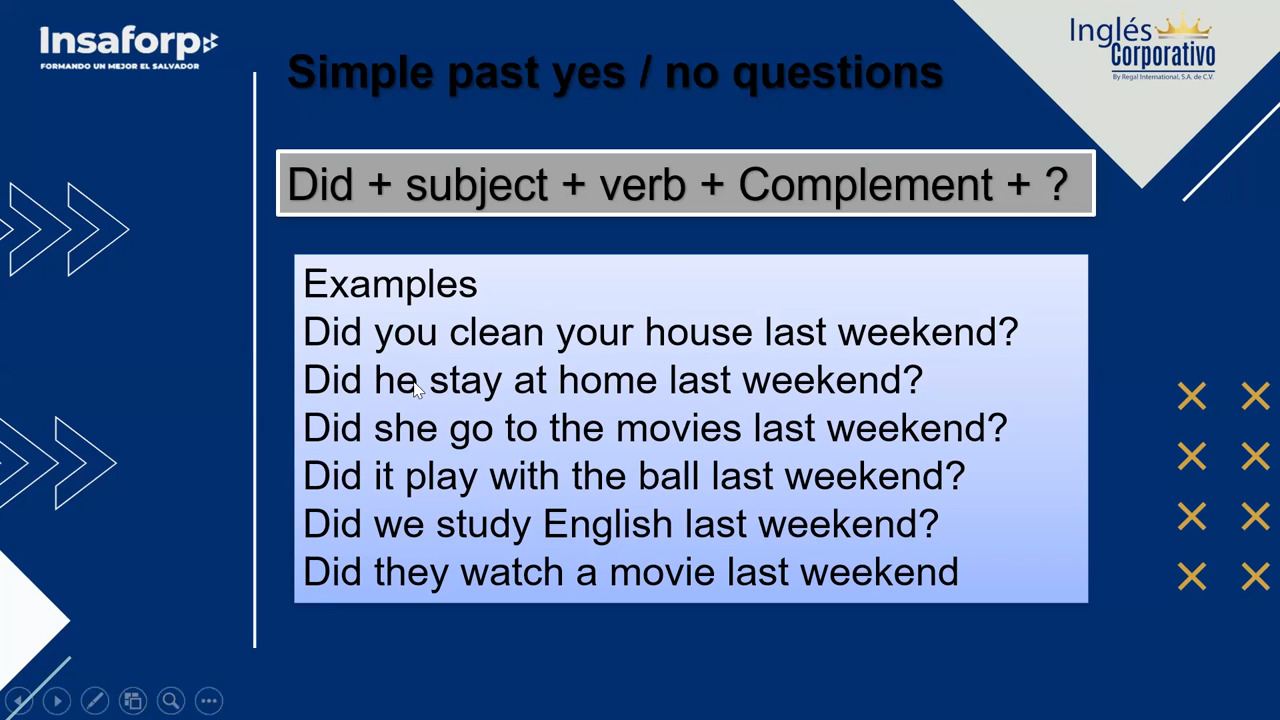 Insaforp
FORMANDO UN MEJOR EL SALVADOR
Inglés
Corporativo
By Regal International, S.A. de C.V.
Simple past yes / no questions
Did + subject + verb + Complement + ?
Examples
Did you clean your house last weekend?
Did he stay at home last weekend?
Did she go to the movies last weekend?
Did it play with the ball last weekend?
Did we study English last weekend?
Did they watch a movie last weekend